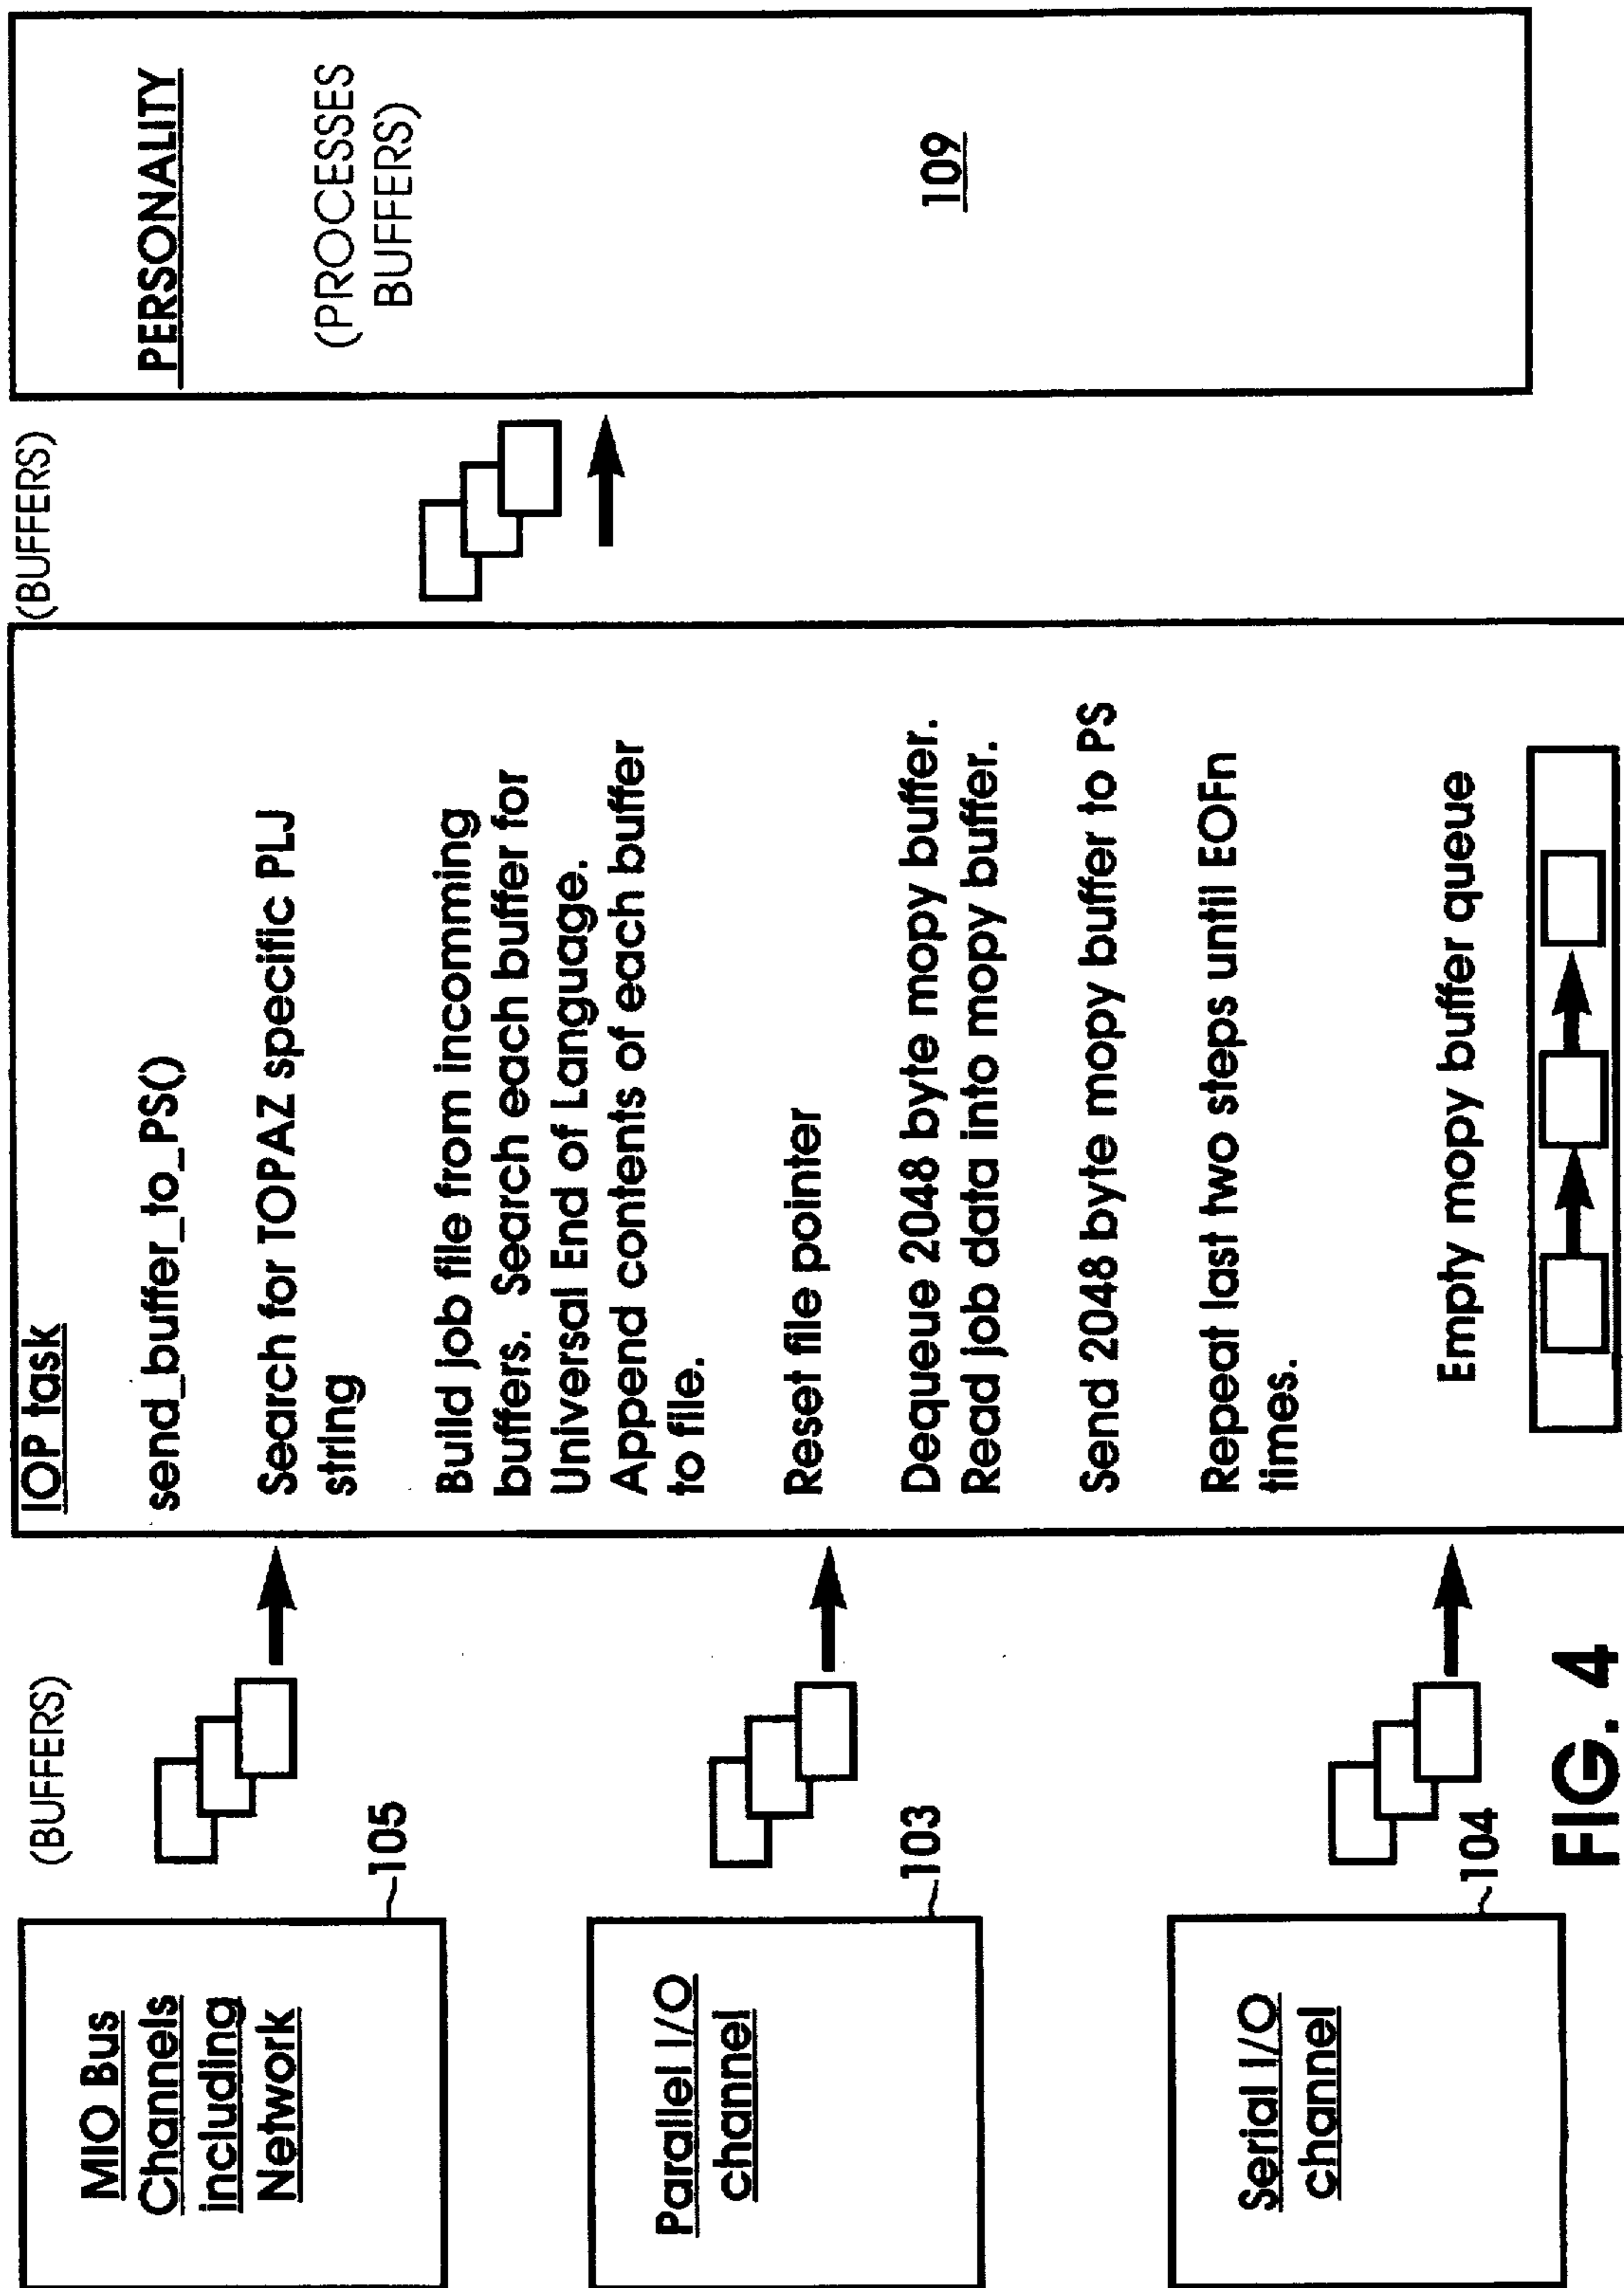 (BUFFERS)
(BUFFERS)
MIO Bus
Channels
including
Network
105
Parallel I/O
channel
103
Serial I/O
channel
104
IOP task
send_buffer_to_PS()
Search for TOPAZ specific PLJ
string
Build job file from incomming
buffers. Search each buffer for
Universal End of Language.
Append contents of each buffer
to file.
Reset file pointer
Dequeue 2048 byte mopy buffer.
Read job data into mopy buffer.
Send 2048 byte mopy buffer to PS
Repeat last two steps until EOFn
times.
Empty mopy buffer queue
PERSONALITY
(PROCESSES
BUFFERS)
109
FIG. 4